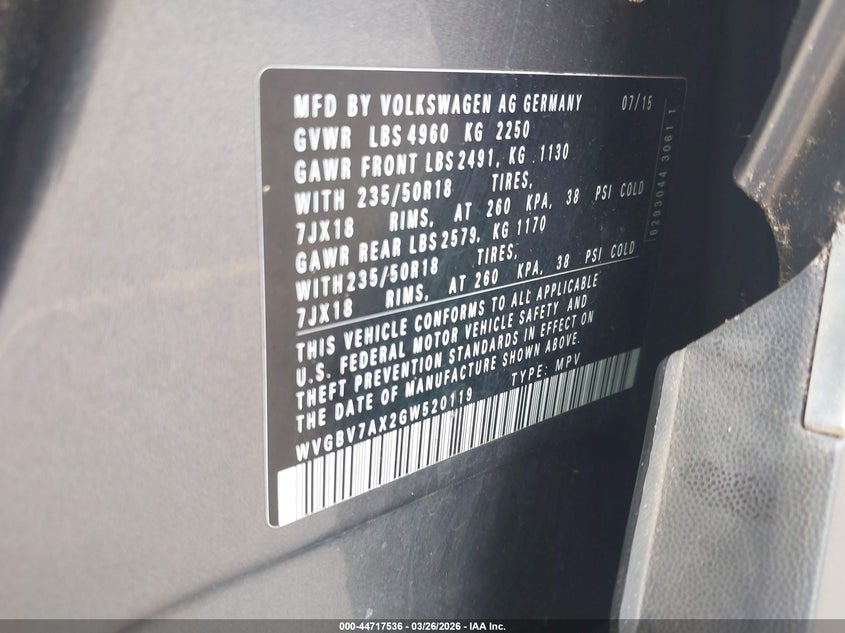 MFD BY VOLKSWAGEN AG GERMANY 07/15
GVWR LBS 4960 KG 2250
GAWR FRONT LBS 2491, KG 1130
WITH 235/50R18 TIRES,
7JX18 RIMS, AT 260 KPA, 38 PSI COLD
GAWR REAR LBS 2579, KG 1170
WITH 235/50R18 TIRES,
7JX18 RIMS, AT 260 KPA, 38 PSI COLD
THIS VEHICLE CONFORMS TO ALL APPLICABLE
U.S. FEDERAL MOTOR VEHICLE SAFETY AND
THEFT PREVENTION STANDARDS IN EFFECT ON
THE DATE OF MANUFACTURE SHOWN ABOVE.
WVGBV7AX2GW520119 TYPE: MPV
6293044 3061 1
000-44717536 - 03/26/2026 - IAA Inc.